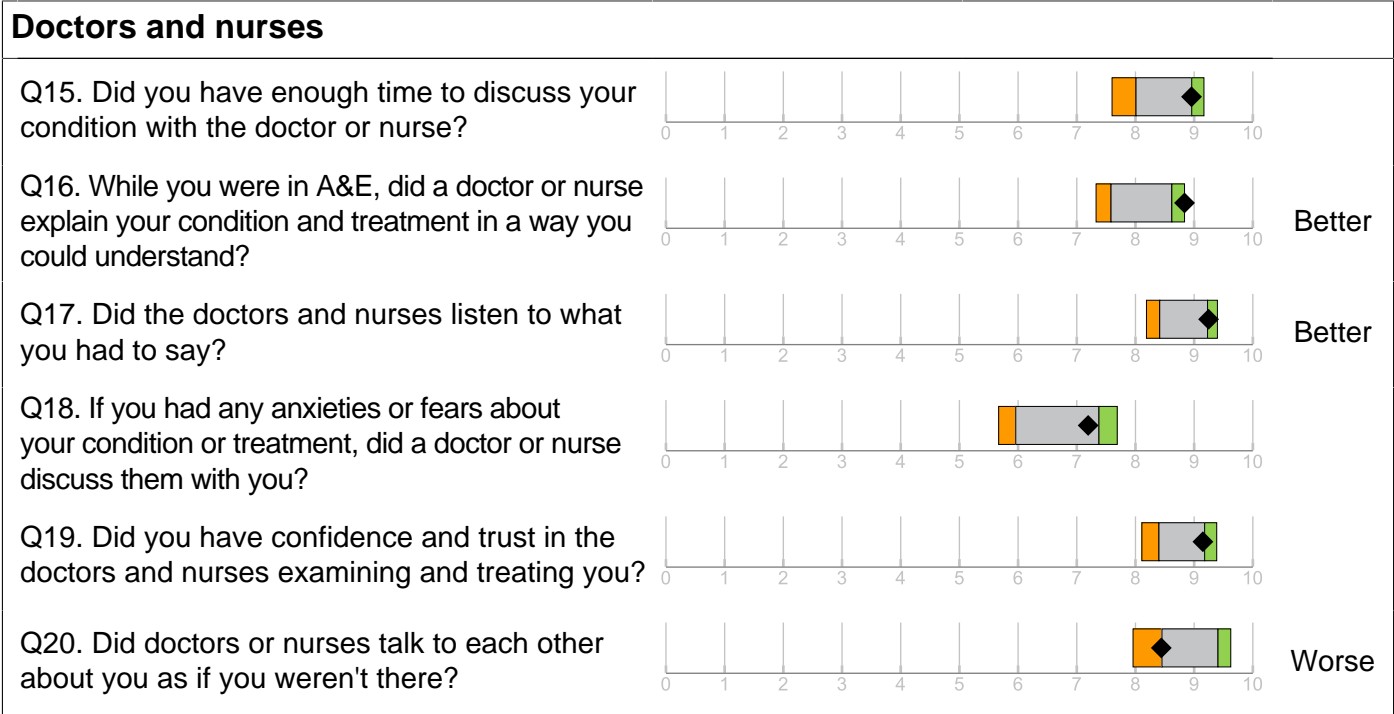 Doctors and nurses
Q15. Did you have enough time to discuss your
condition with the doctor or nurse?
0 1 2 3 4 5 6 7 8 9 10
Q16. While you were in A&E, did a doctor or nurse
explain your condition and treatment in a way you
could understand?
0 1 2 3 4 5 6 7 8 9 10
Better
Q17. Did the doctors and nurses listen to what
you had to say?
0 1 2 3 4 5 6 7 8 9 10
Better
Q18. If you had any anxieties or fears about
your condition or treatment, did a doctor or nurse
discuss them with you?
0 1 2 3 4 5 6 7 8 9 10
Q19. Did you have confidence and trust in the
doctors and nurses examining and treating you?
0 1 2 3 4 5 6 7 8 9 10
Q20. Did doctors or nurses talk to each other
about you as if you weren't there?
0 1 2 3 4 5 6 7 8 9 10
Worse